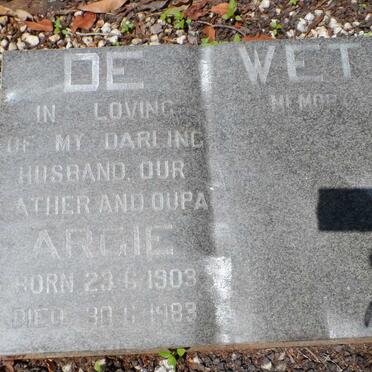 DE WET
IN LOVING MEMORY
OF MY DARLING
HUSBAND, OUR
FATHER AND OUPA
ARGIE
BORN 23·6·1903
DIED 30·6·1983